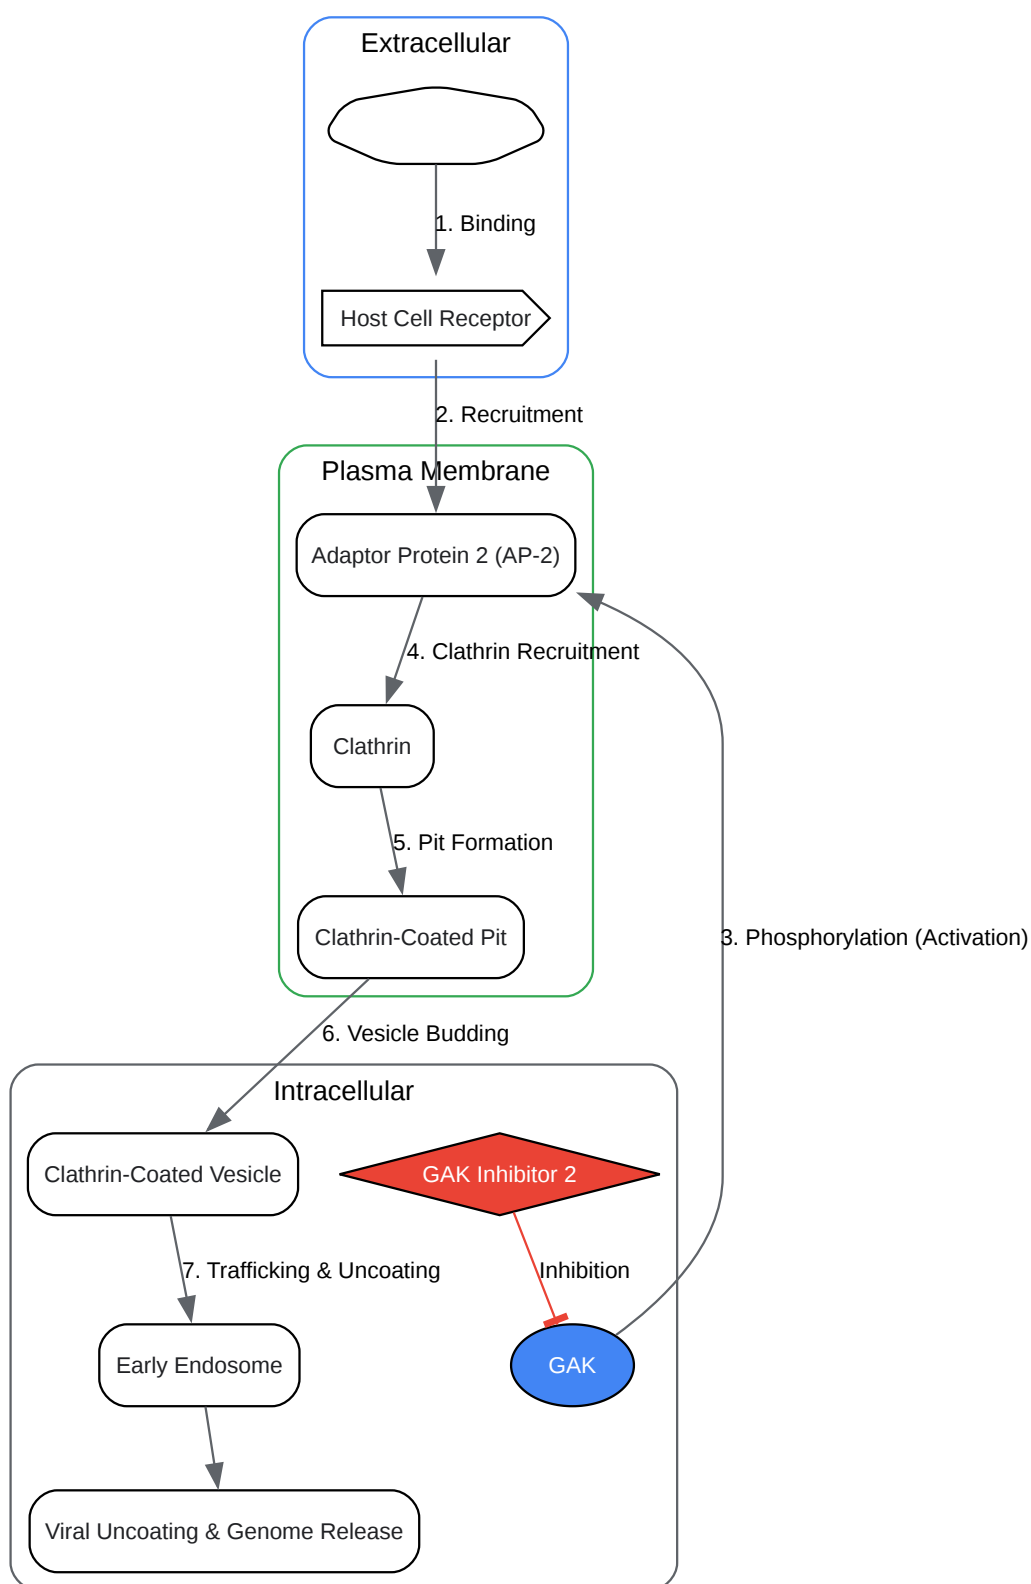 Extracellular
1. Binding
Host Cell Receptor
2. Recruitment
Plasma Membrane
Adaptor Protein 2 (AP-2)
4. Clathrin Recruitment
Clathrin
5. Pit Formation
Clathrin-Coated Pit
3. Phosphorylation (Activation)
6. Vesicle Budding
Intracellular
Clathrin-Coated Vesicle
GAK Inhibitor 2
7. Trafficking & Uncoating
Inhibition
Early Endosome
GAK
Viral Uncoating & Genome Release